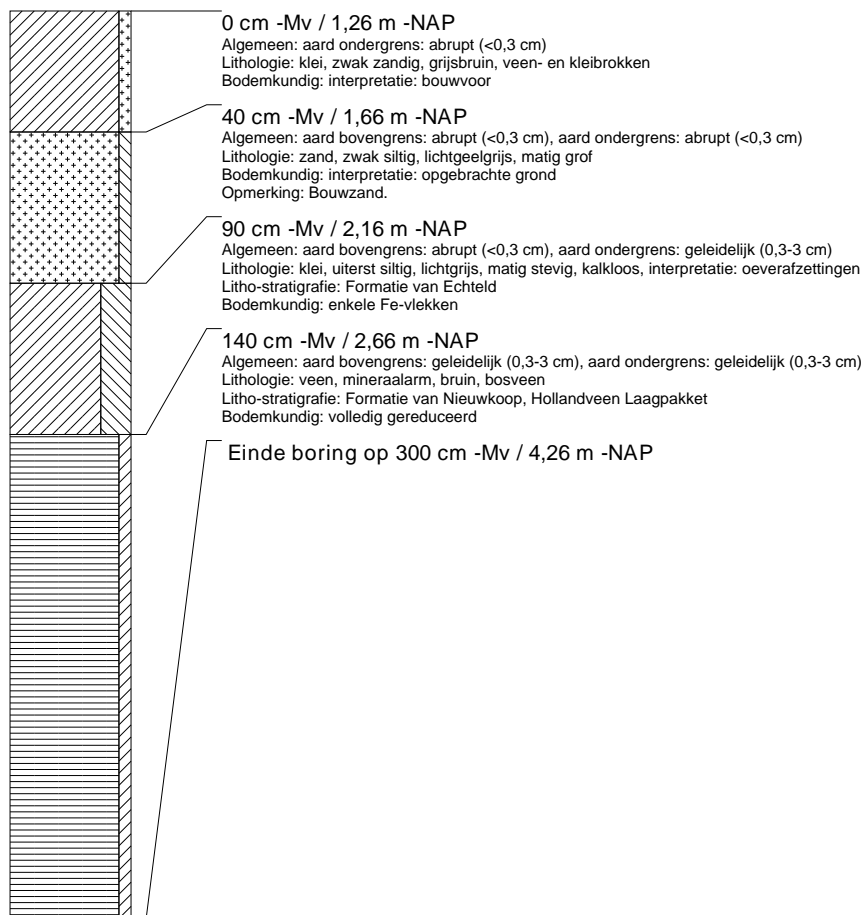 0 cm -Mv / 1,26 m -NAP
Algemeen: aard ondergrens: abrupt (<0,3 cm)
Lithologie: klei, zwak zandig, grijsbruin, veen- en kleibrokken
Bodemkundig: interpretatie: bouwvoor
40 cm -Mv / 1,66 m -NAP
Algemeen: aard bovengrens: abrupt (<0,3 cm), aard ondergrens: abrupt (<0,3 cm)
Lithologie: zand, zwak siltig, lichtgeelgrijs, matig grof
Bodemkundig: interpretatie: opgebrachte grond
Opmerking: Bouwzand.
90 cm -Mv / 2,16 m -NAP
Algemeen: aard bovengrens: abrupt (<0,3 cm), aard ondergrens: geleidelijk (0,3-3 cm)
Lithologie: klei, uiterst siltig, lichtgrijs, matig stevig, kalkloos, interpretatie: oeverafzettingen
Litho-stratigrafie: Formatie van Echteld
Bodemkundig: enkele Fe-vlekken
140 cm -Mv / 2,66 m -NAP
Algemeen: aard bovengrens: geleidelijk (0,3-3 cm), aard ondergrens: geleidelijk (0,3-3 cm)
Lithologie: veen, mineraalarm, bruin, bosveen
Litho-stratigrafie: Formatie van Nieuwkoop, Hollandveen Laagpakket
Bodemkundig: volledig gereduceerd
Einde boring op 300 cm -Mv / 4,26 m -NAP